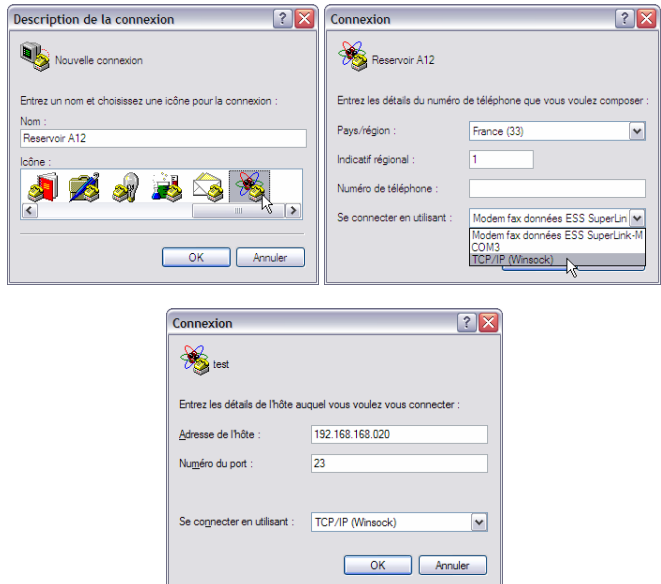 Description de la connexion
Nouvelle connexion
Entrez un nom et choisissez une icône pour la connexion :
Nom :
Reservoir A12
Icône :
OK
Annuler
Connexion
Reservoir A12
Entrez les détails du numéro de téléphone que vous voulez composer :
Pays/région :
France (33)
Indicatif régional :
1
Numéro de téléphone :
Se connecter en utilisant :
Modem fax données ESS SuperLin
Modem fax données ESS SuperLink-M
COM3
TCP/IP (Winsock)
Connexion
test
Entrez les détails de l'hôte auquel vous voulez vous connecter :
Adresse de l'hôte :
192.168.168.020
Numéro du port :
23
Se connecter en utilisant :
TCP/IP (Winsock)
OK
Annuler